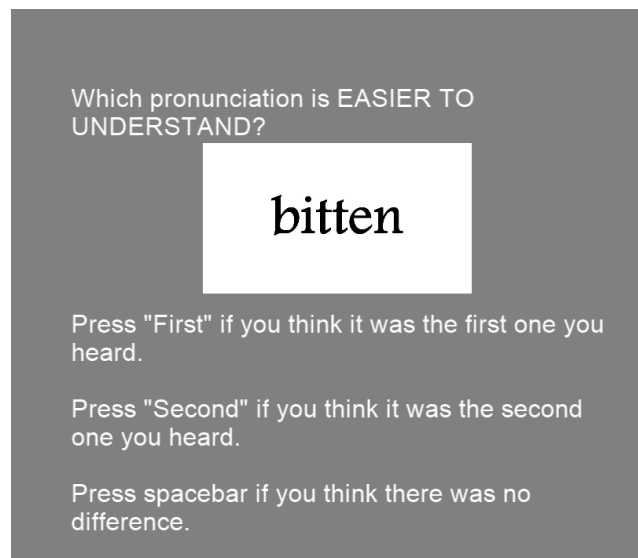 Which pronunciation is EASIER TO
UNDERSTAND?
bitten
Press "First" if you think it was the first one you
heard.
Press "Second" if you think it was the second
one you heard.
Press spacebar if you think there was no
difference.